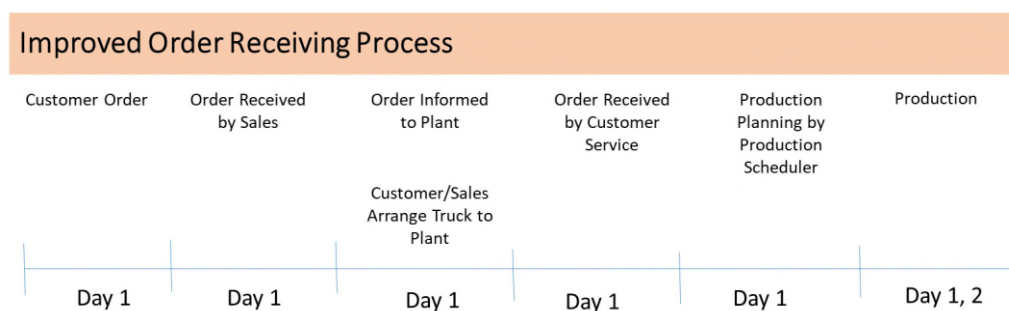 Improved Order Receiving Process
Customer Order
Order Received
by Sales
Order Informed
to Plant
Customer/Sales
Arrange Truck to
Plant
Order Received
by Customer
Service
Production
Planning by
Production
Scheduler
Production
Day 1
Day 1
Day 1
Day 1
Day 1
Day 1, 2